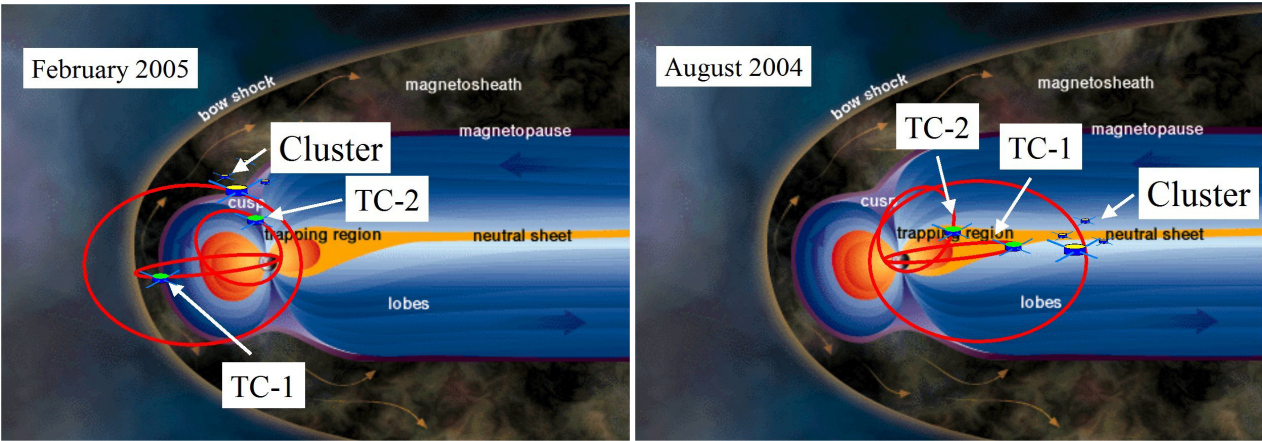 February 2005
bow shock
magnetosheath
magnetopause
Cluster
TC-2
cusp
trapping region
neutral sheet
lobes
TC-1
August 2004
bow shock
magnetosheath
magnetopause
TC-2
TC-1
Cluster
cusp
trapping region
neutral sheet
lobes